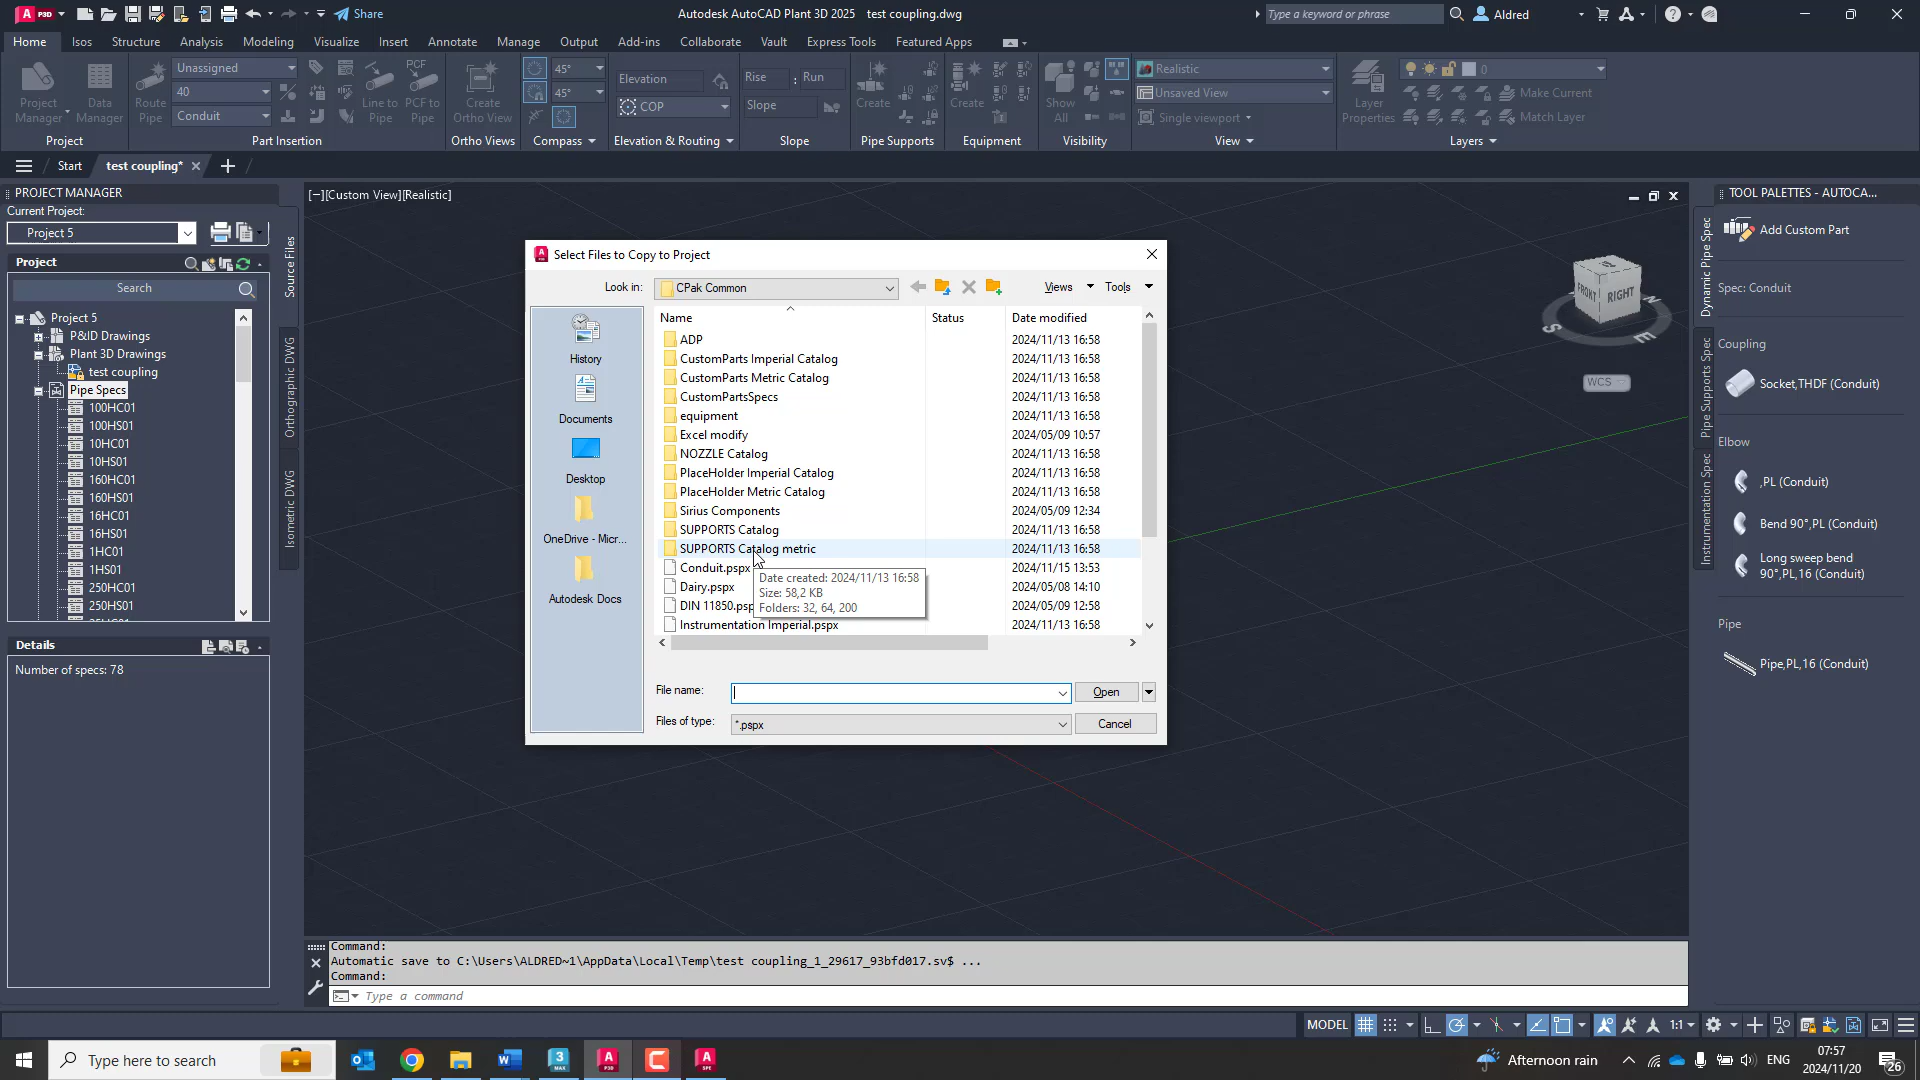 P3D
Share
Autodesk AutoCAD Plant 3D 2025 test coupling.dwg
Type a keyword or phrase
Aldred
Home
Isos
Structure
Analysis
Modeling
Visualize
Insert
Annotate
Manage
Output
Add-ins
Collaborate
Vault
Express Tools
Featured Apps
Project
Manager
Data
Manager
Project
Route
Pipe
Unassigned
40
Conduit
Part Insertion
Line to
Pipe
PCF
PCF to
Pipe
Create
Ortho View
Ortho Views
45°
45°
Compass
Elevation
COP
Elevation & Routing
Rise : Run
Slope
Slope
Create
Pipe Supports
Create
Equipment
Show
All
Visibility
Realistic
Unsaved View
Single viewport
View
Layer
Properties
0
Make Current
Match Layer
Layers
Start
test coupling*
PROJECT MANAGER
Current Project:
Project 5
Project
Search
Project 5
P&ID Drawings
Plant 3D Drawings
test coupling
Pipe Specs
100HC01
100HS01
10HC01
10HS01
160HC01
160HS01
16HC01
16HS01
1HC01
1HS01
250HC01
250HS01
Source Files
Orthographic DWG
Isometric DWG
Details
Number of specs: 78
[−][Custom View][Realistic]
Select Files to Copy to Project
Look in:
CPak Common
Views
Tools
History
Documents
Desktop
OneDrive - Micr...
Autodesk Docs
Name
Status
Date modified
ADP 2024/11/13 16:58
CustomParts Imperial Catalog 2024/11/13 16:58
CustomParts Metric Catalog 2024/11/13 16:58
CustomPartsSpecs 2024/11/13 16:58
equipment 2024/11/13 16:58
Excel modify 2024/05/09 10:57
NOZZLE Catalog 2024/11/13 16:58
PlaceHolder Imperial Catalog 2024/11/13 16:58
PlaceHolder Metric Catalog 2024/11/13 16:58
Sirius Components 2024/05/09 12:34
SUPPORTS Catalog 2024/11/13 16:58
SUPPORTS Catalog metric 2024/11/13 16:58
Conduit.pspx 2024/11/15 13:53
Dairy.pspx 2024/05/08 14:10
DIN 11850.psp 2024/05/09 12:58
Instrumentation Imperial.pspx 2024/11/13 16:58
Date created: 2024/11/13 16:58
Size: 58,2 KB
Folders: 32, 64, 200
File name:
Open
Files of type:
*.pspx
Cancel
FRONT
RIGHT
S
E
WCS
TOOL PALETTES - AUTOCA...
Add Custom Part
Spec: Conduit
Coupling
Socket,THDF (Conduit)
Elbow
,PL (Conduit)
Bend 90°,PL (Conduit)
Long sweep bend
90°,PL,16 (Conduit)
Pipe
Pipe,PL,16 (Conduit)
Dynamic Pipe Spec
Pipe Supports Spec
Instrumentation Spec
Command:
Automatic save to C:\Users\ALDRED~1\AppData\Local\Temp\test coupling_1_29617_93bfd017.sv$ ...
Command:
Type a command
MODEL
1:1
Type here to search
3
MAX
P3D
SPE
Afternoon rain
ENG
07:57
2024/11/20
26